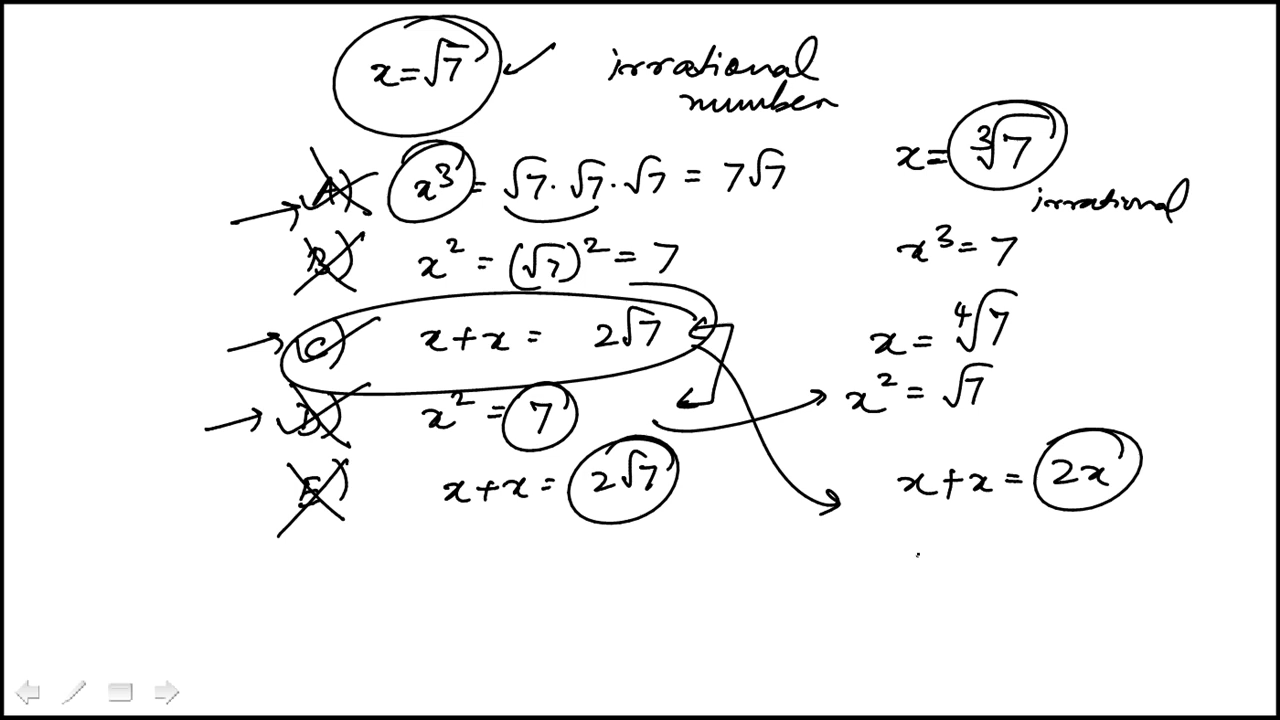 x = √7 ✓ irrational number
A) x³ = √7 · √7 · √7 = 7√7
B) x² = (√7)² = 7
C) x + x = 2√7
D) x² = 7
E) x + x = 2√7
x = ∛7
irrational
x³ = 7
x = ∜7
x² = √7
x + x = 2x